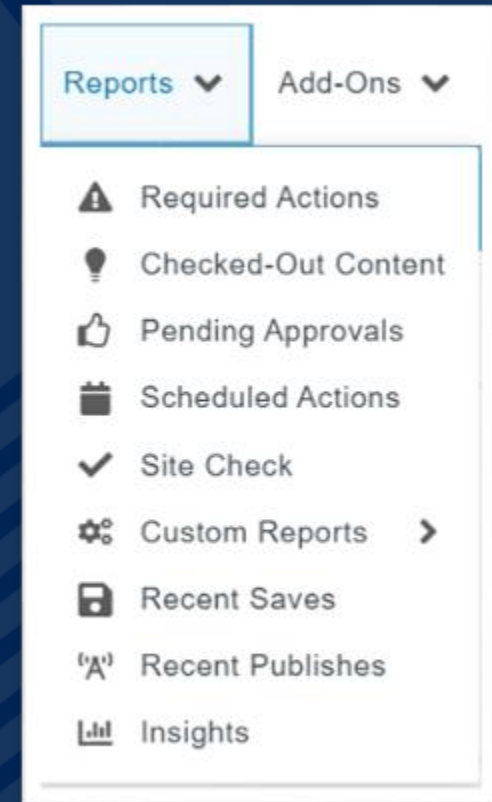 Reports Add-Ons
Required Actions
Checked-Out Content
Pending Approvals
Scheduled Actions
Site Check
Custom Reports
Recent Saves
Recent Publishes
Insights